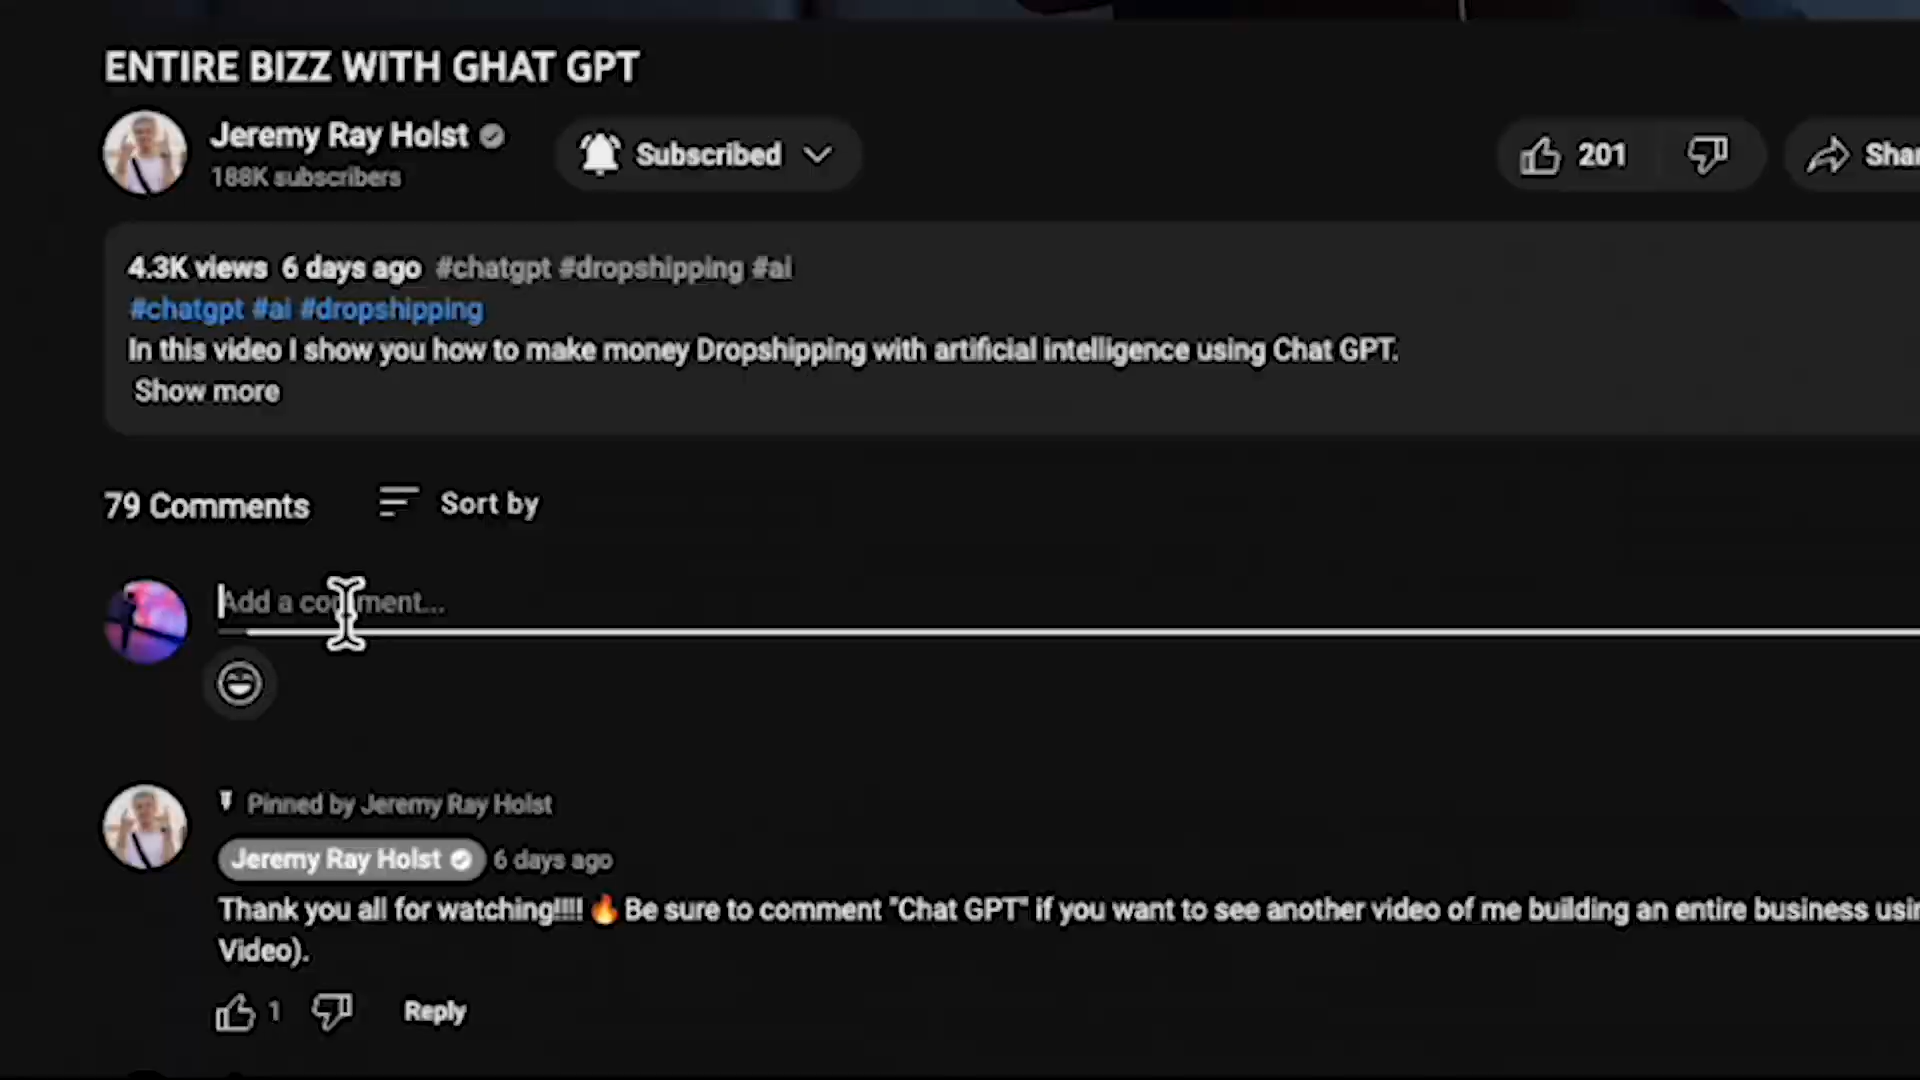 ENTIRE BIZZ WITH GHAT GPT
Jeremy Ray Holst
188K subscribers
Subscribed
201
Shar
4.3K views 6 days ago #chatgpt #dropshipping #ai
#chatgpt #ai #dropshipping
In this video I show you how to make money Dropshipping with artificial intelligence using Chat GPT.
Show more
79 Comments
Sort by
Add a comment...
Pinned by Jeremy Ray Holst
Jeremy Ray Holst 6 days ago
Thank you all for watching!!!! 🔥 Be sure to comment "Chat GPT" if you want to see another video of me building an entire business usin
Video).
1
Reply